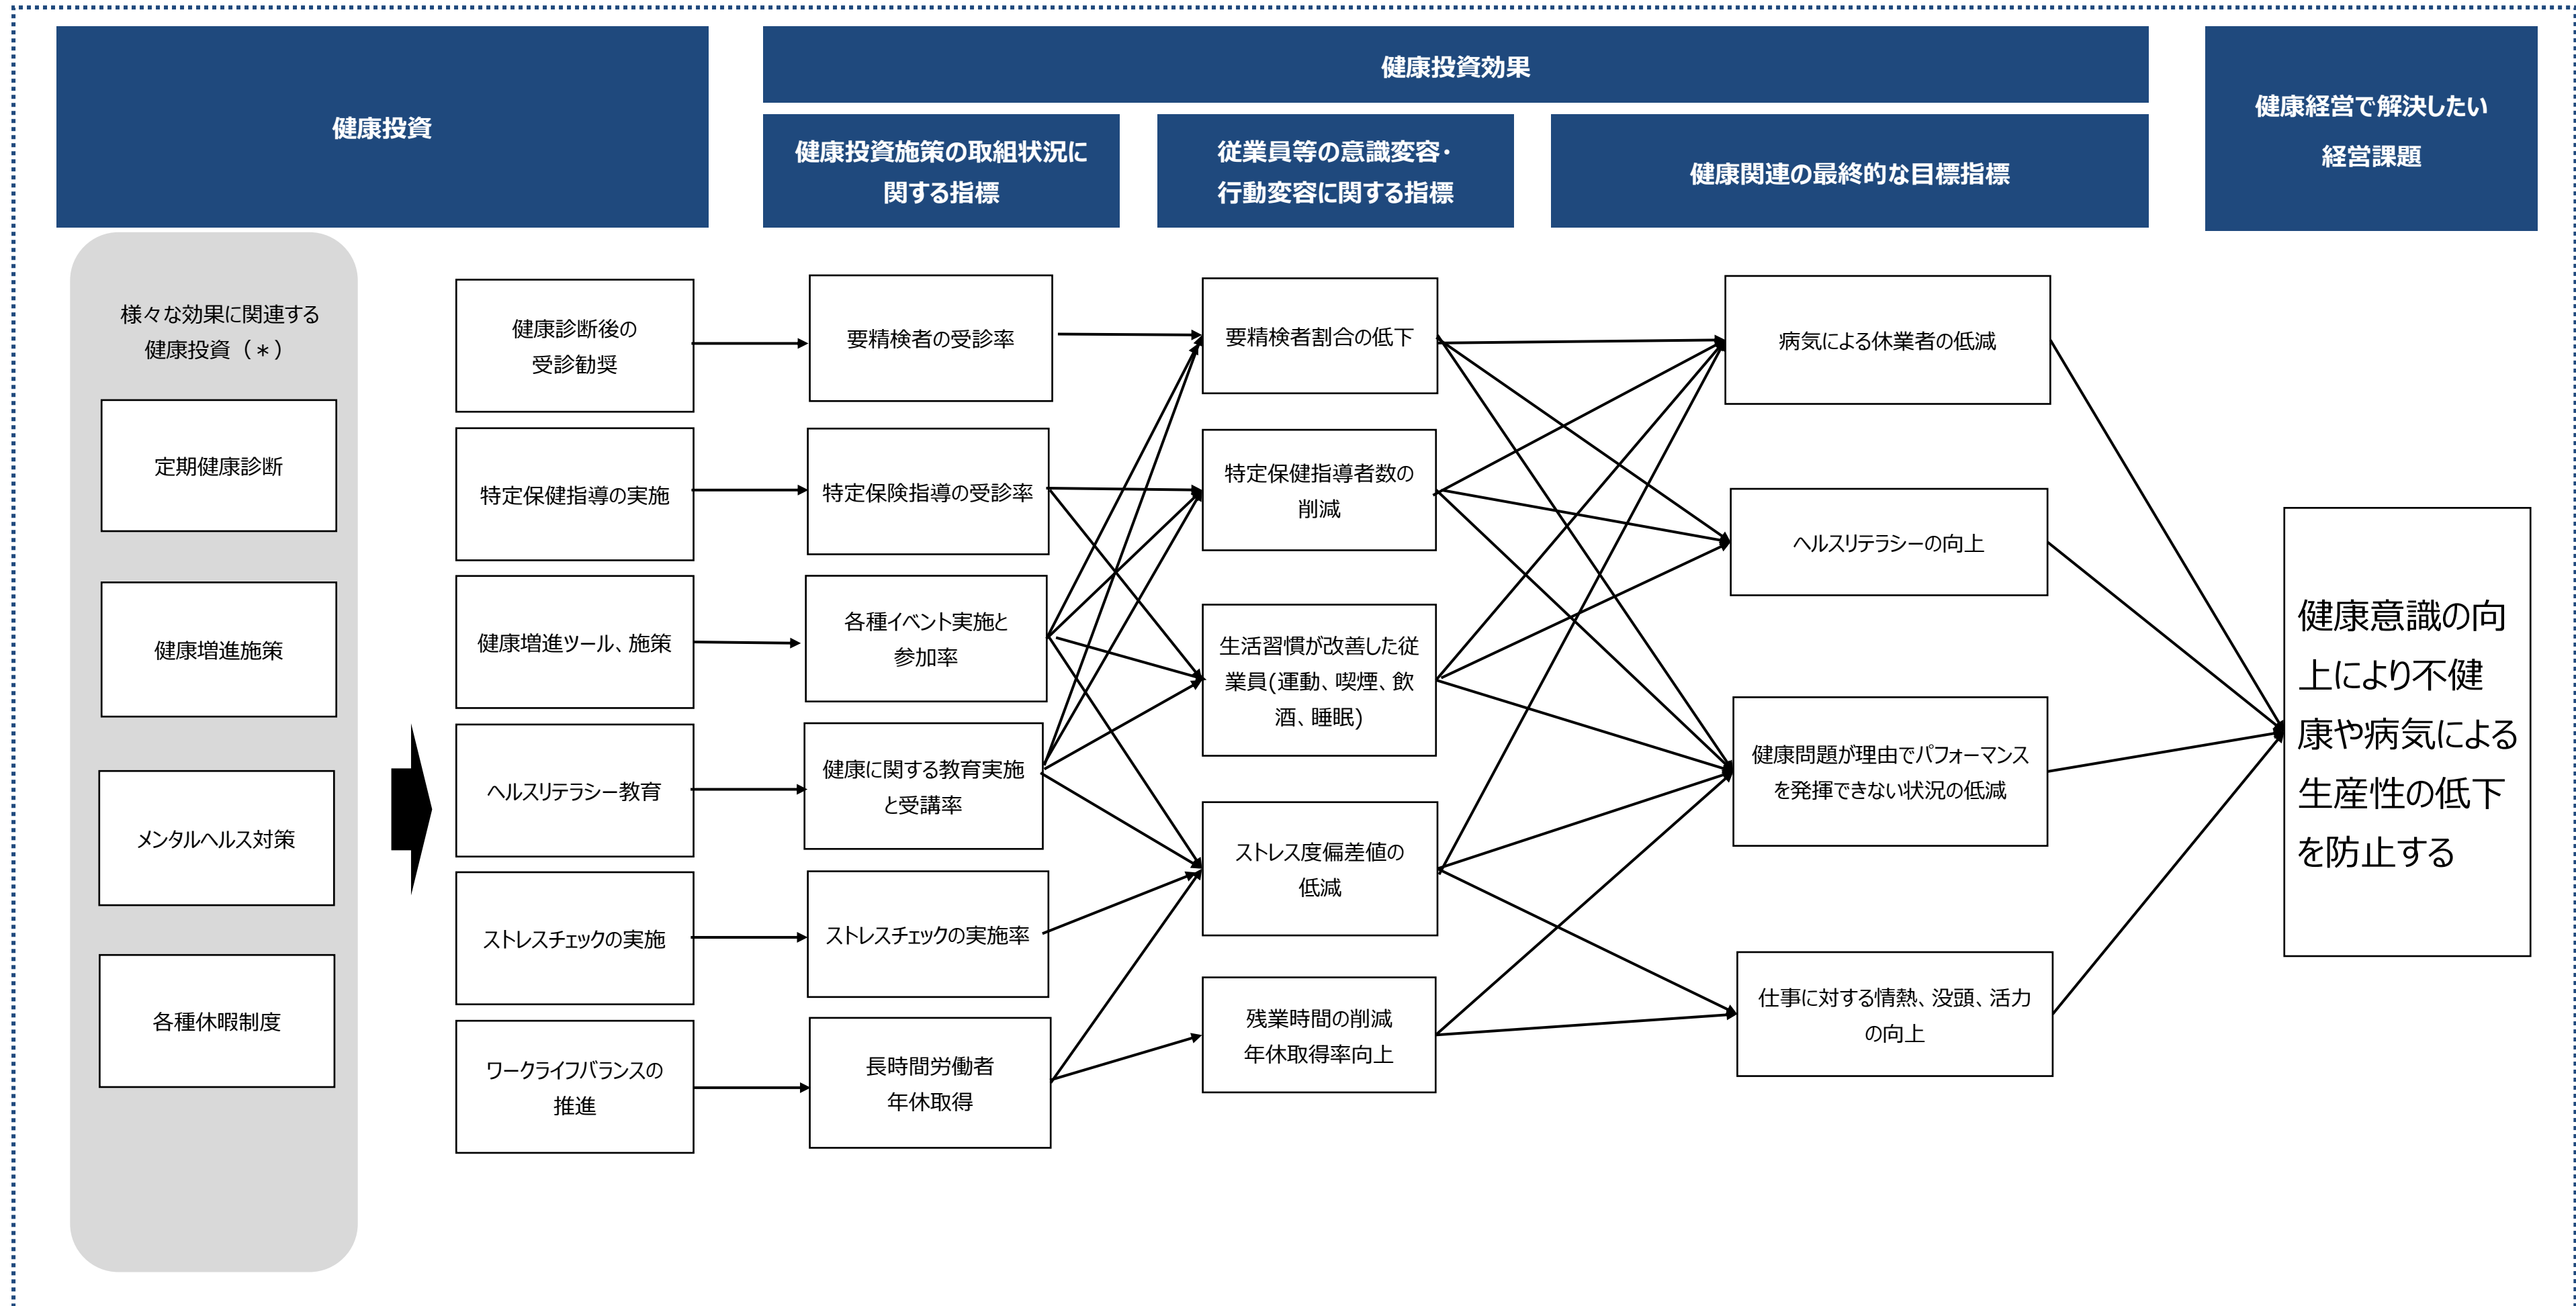 健康投資
健康投資効果
健康投資施策の取組状況に
関する指標
従業員等の意識変容・
行動変容に関する指標
健康関連の最終的な目標指標
健康経営で解決したい
経営課題
様々な効果に関連する
健康投資（＊）
定期健康診断
健康増進施策
メンタルヘルス対策
各種休暇制度
健康診断後の
受診勧奨
特定保健指導の実施
健康増進ツール、施策
ヘルスリテラシー教育
ストレスチェックの実施
ワークライフバランスの
推進
要精検者の受診率
特定保険指導の受診率
各種イベント実施と
参加率
健康に関する教育実施
と受講率
ストレスチェックの実施率
長時間労働者
年休取得
要精検者割合の低下
特定保健指導者数の
削減
生活習慣が改善した従
業員(運動、喫煙、飲
酒、睡眠)
ストレス度偏差値の
低減
残業時間の削減
年休取得率向上
病気による休業者の低減
ヘルスリテラシーの向上
健康問題が理由でパフォーマンス
を発揮できない状況の低減
仕事に対する情熱、没頭、活力
の向上
健康意識の向
上により不健
康や病気による
生産性の低下
を防止する